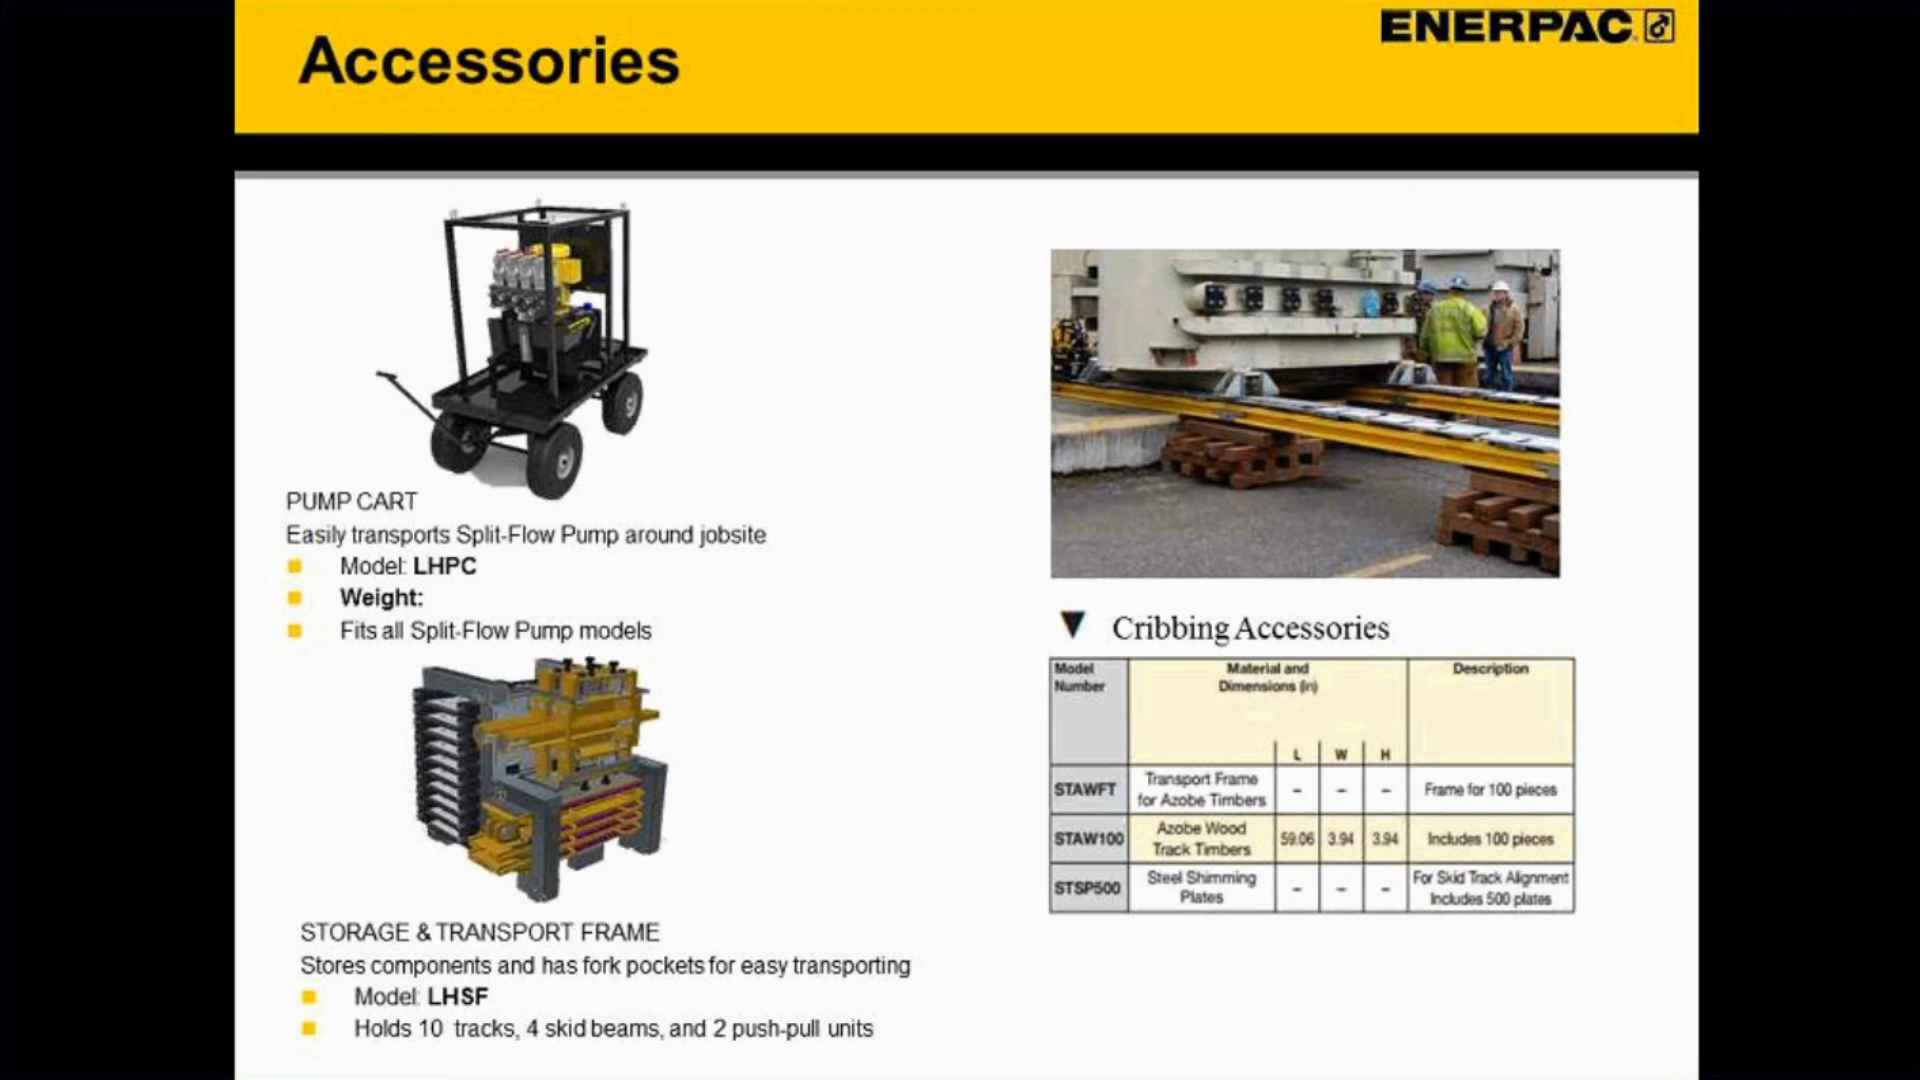 Accessories
ENERPAC
PUMP CART
Easily transports Split-Flow Pump around jobsite
Model: LHPC
Weight:
Fits all Split-Flow Pump models
STORAGE & TRANSPORT FRAME
Stores components and has fork pockets for easy transporting
Model: LHSF
Holds 10 tracks, 4 skid beams, and 2 push-pull units
▼ Cribbing Accessories
Model
Number
Material and
Dimensions (in)
Description
L W H
STAWFT
Transport Frame
for Azobe Timbers
- - -
Frame for 100 pieces
STAW100
Azobe Wood
Track Timbers
59.06 3.94 3.94
Includes 100 pieces
STSP500
Steel Shimming
Plates
- - -
For Skid Track Alignment
Includes 500 plates